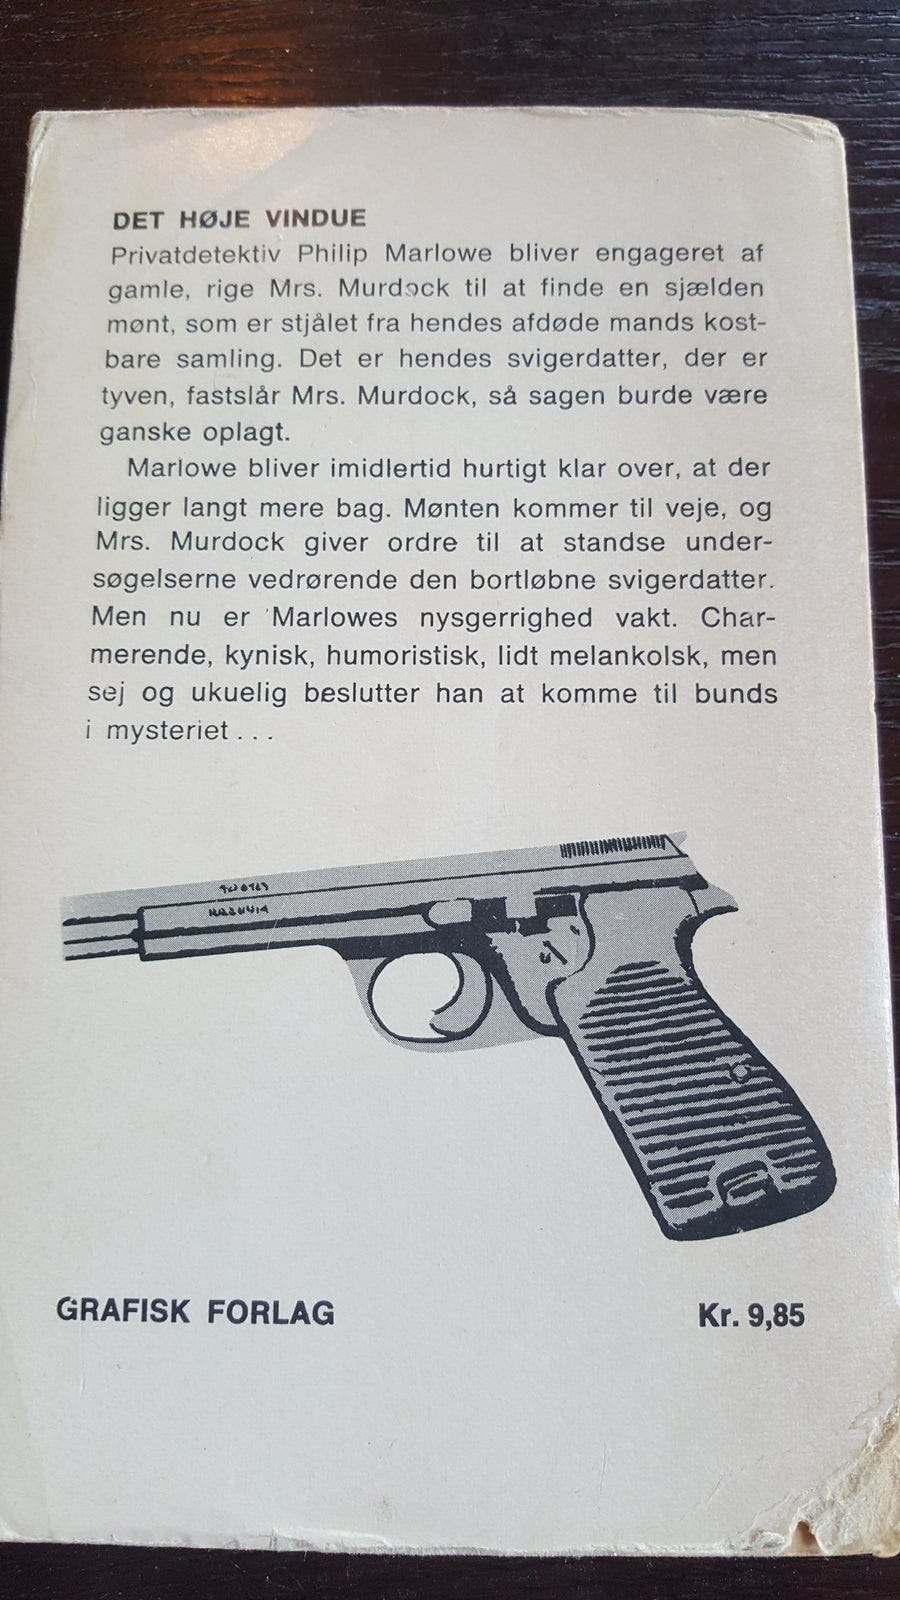 DET HØJE VINDUE
Privatdetektiv Philip Marlowe bliver engageret af
gamle, rige Mrs. Murdock til at finde en sjælden
mønt, som er stjålet fra hendes afdøde mands kost-
bare samling. Det er hendes svigerdatter, der er
tyven, fastslår Mrs. Murdock, så sagen burde være
ganske oplagt.
Marlowe bliver imidlertid hurtigt klar over, at der
ligger langt mere bag. Mønten kommer til veje, og
Mrs. Murdock giver ordre til at standse under-
søgelserne vedrørende den bortløbne svigerdatter.
Men nu er Marlowes nysgerrighed vakt. Char-
merende, kynisk, humoristisk, lidt melankolsk, men
sej og ukuelig beslutter han at komme til bunds
i mysteriet . . .
GRAFISK FORLAG
Kr. 9,85